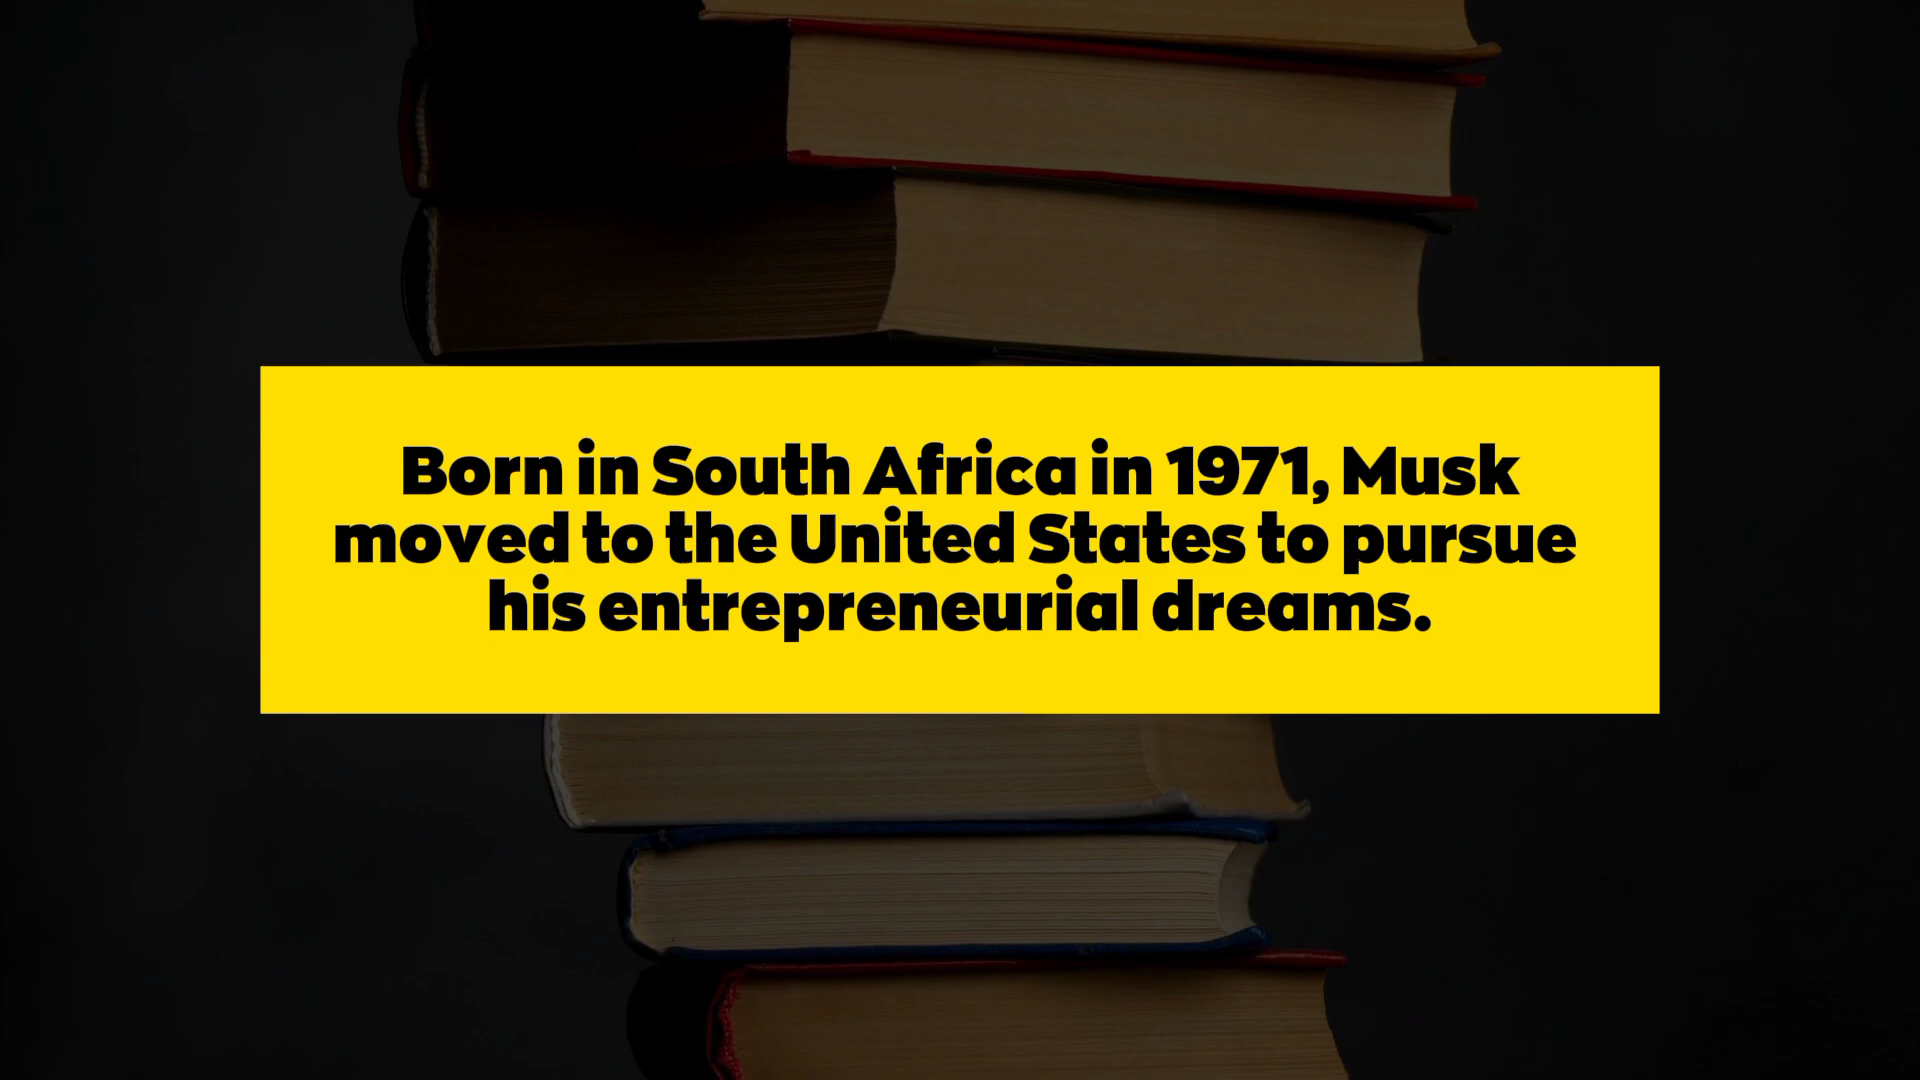 Born in South Africa in 1971, Musk
moved to the United States to pursue
his entrepreneurial dreams.